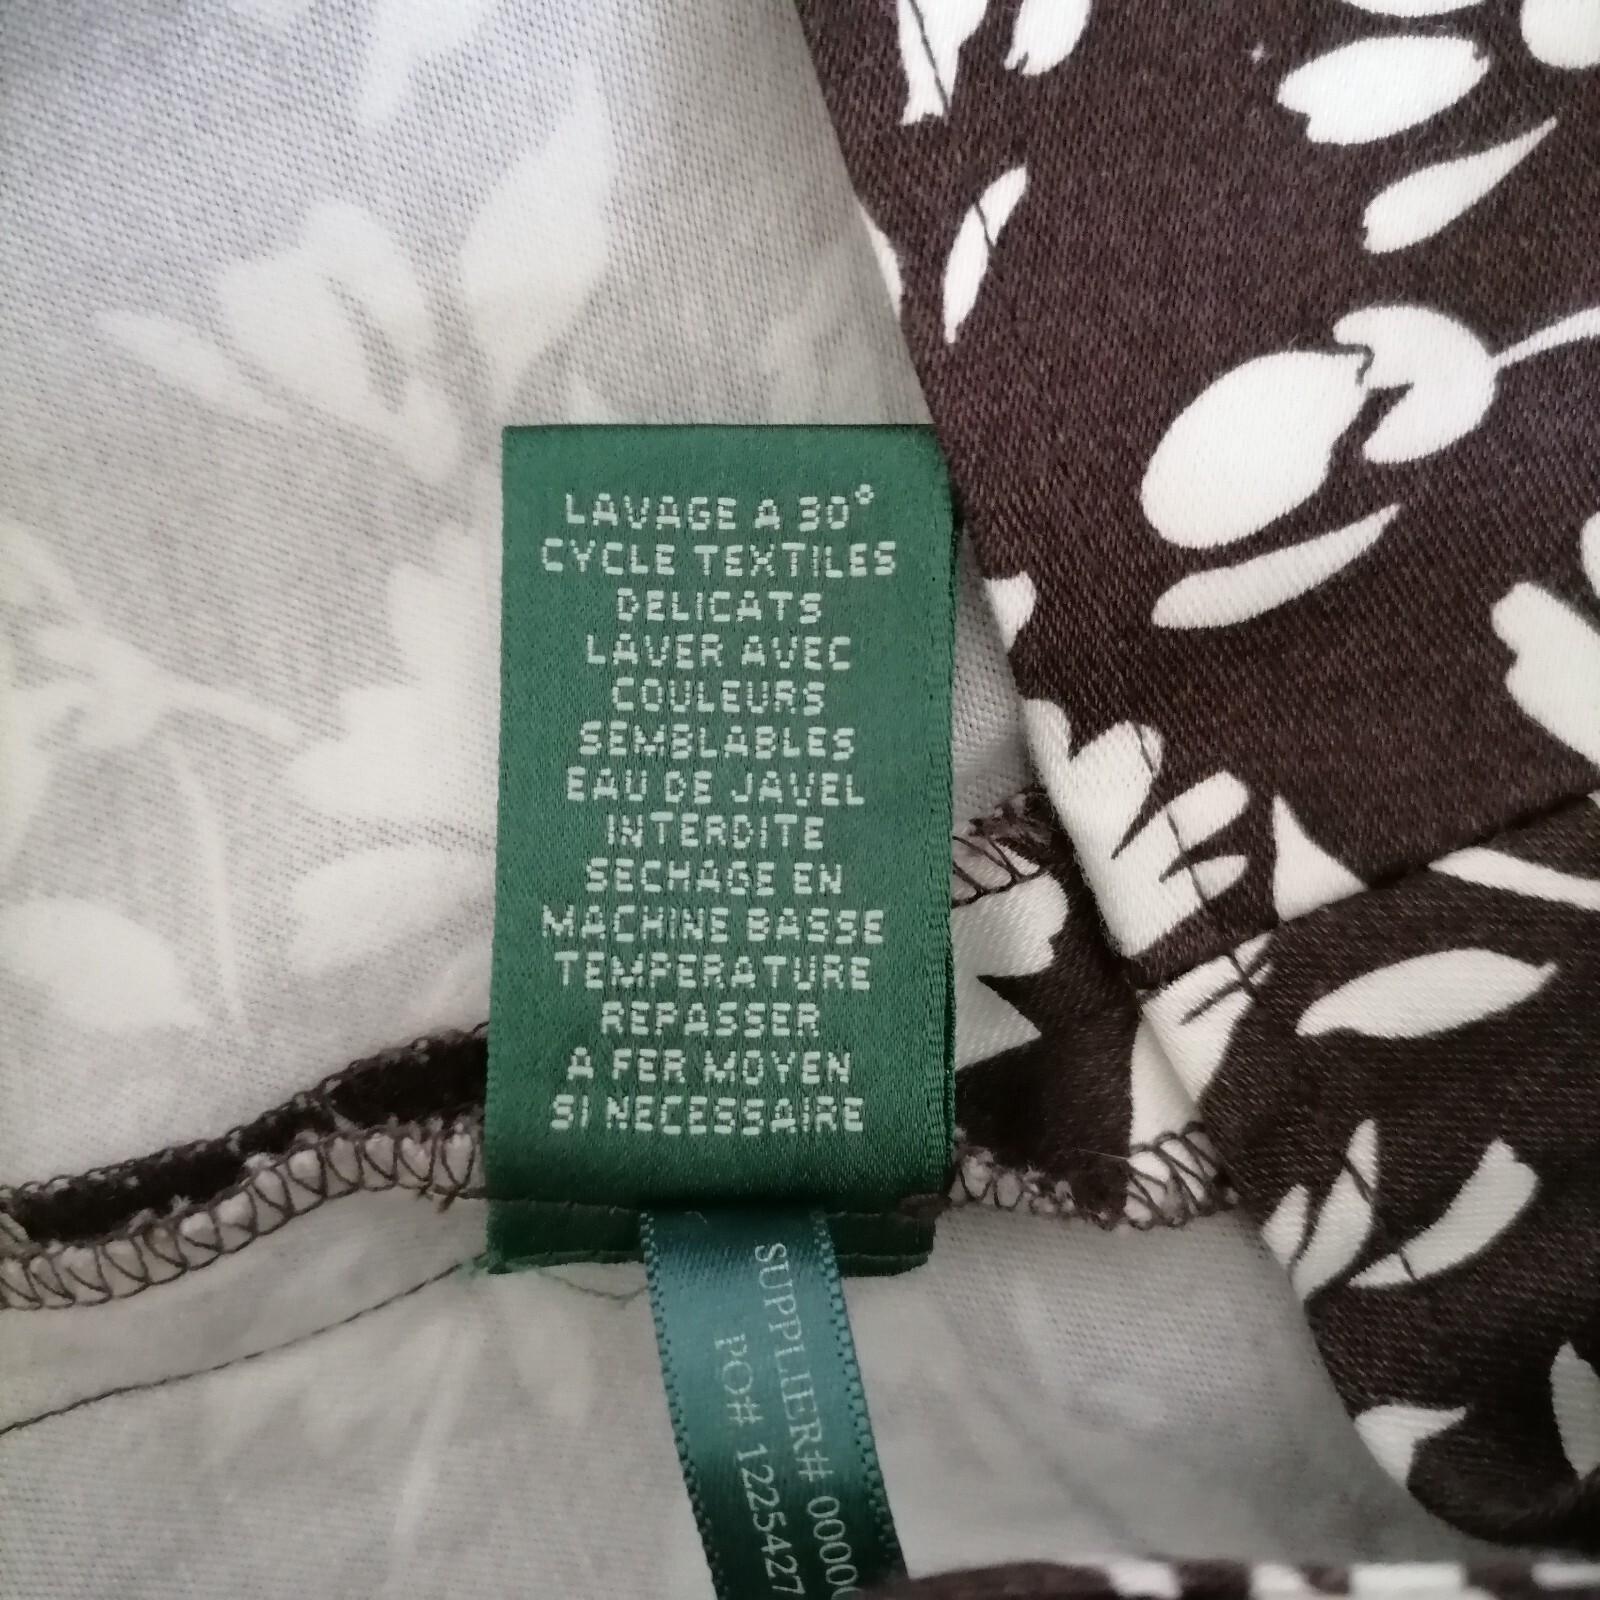 LAVAGE A 30°
CYCLE TEXTILES
DELICATS
LAVER AVEC
COULEURS
SEMBLABLES
EAU DE JAVEL
INTERDITE
SECHAGE EN
MACHINE BASSE
TEMPERATURE
REPASSER
A FER MOYEN
SI NECESSAIRE
SUPPLIER# 00000
PO# 1225427